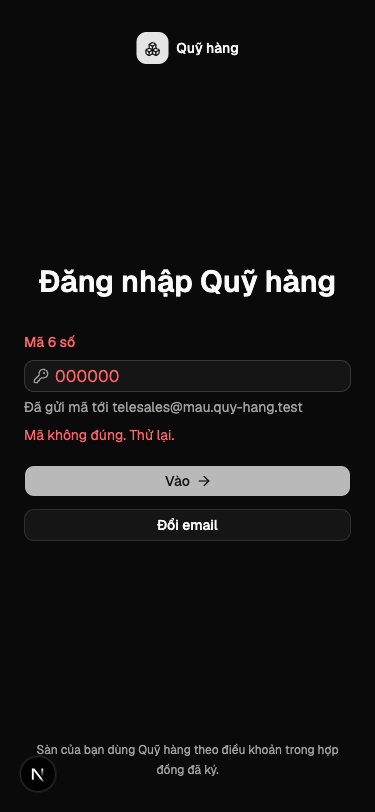 Quỹ hàng
Đăng nhập Quỹ hàng
Mã 6 số
000000
Đã gửi mã tới telesales@mau.quy-hang.test
Mã không đúng. Thử lại.
Vào →
Đổi email
Sàn của bạn dùng Quỹ hàng theo điều khoản trong hợp
đồng đã ký.
N